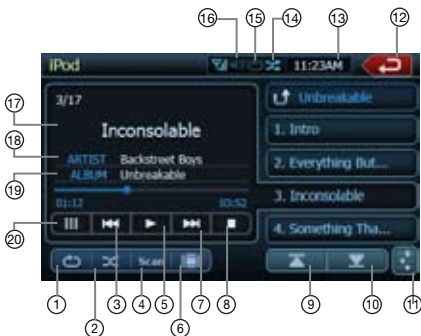 16 15 14 13 12
iPod 11:23AM
17 3/17
Inconsolable
18 ARTIST Backstreet Boys
19 ALBUM Unbreakable
01:12 03:52
20
Scan
Unbreakable
1. Intro
2. Everything But...
3. Inconsolable
4. Something Tha...
1 2 3 4 5 6 7 8 9 10 11